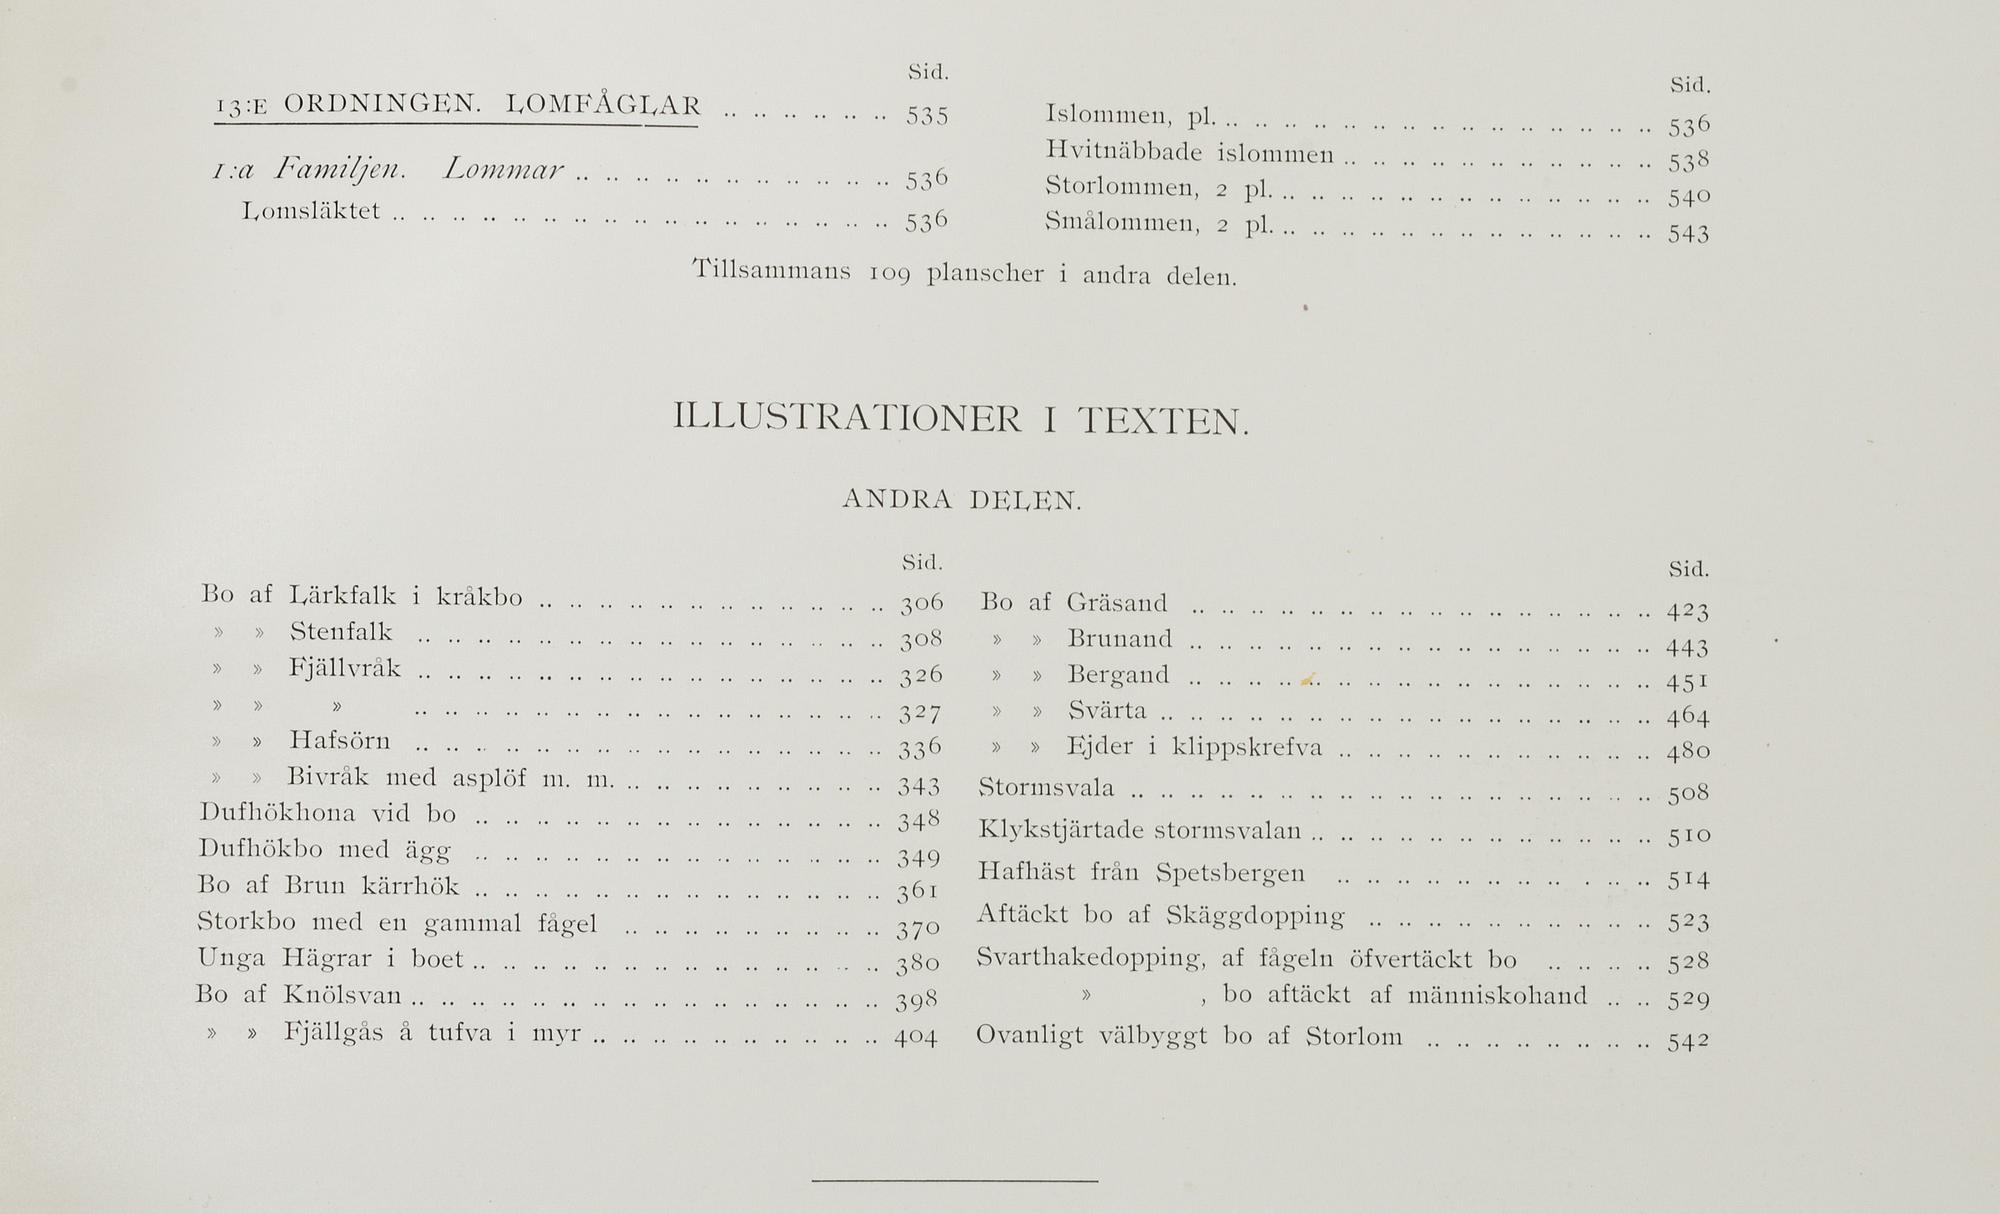 Sid.
13:E ORDNINGEN. LOMFÅGLAR .. .. .. .. .. .. 535
1:a Familjen. Lommar .. .. .. .. .. .. .. .. .. .. .. 536
Lomsläktet .. .. .. .. .. .. .. .. .. .. .. .. .. .. .. .. .. 536
Sid.
Islommen, pl. .. .. .. .. .. .. .. .. .. .. .. .. .. .. .. 536
Hvitnäbbade islommen .. .. .. .. .. .. .. .. .. .. .. 538
Storlommen, 2 pl. .. .. .. .. .. .. .. .. .. .. .. .. .. 540
Smålommen, 2 pl. .. .. .. .. .. .. .. .. .. .. .. .. .. 543
Tillsammans 109 planscher i andra delen.
ILLUSTRATIONER I TEXTEN.
ANDRA DELEN.
Sid.
Bo af Lärkfalk i kråkbo .. .. .. .. .. .. .. .. .. .. .. .. 306
» » Stenfalk .. .. .. .. .. .. .. .. .. .. .. .. .. .. .. .. 308
» » Fjällvråk .. .. .. .. .. .. .. .. .. .. .. .. .. .. .. .. 326
» » » .. .. .. .. .. .. .. .. .. .. .. .. .. .. .. .. 327
» » Hafsörn .. .. .. .. .. .. .. .. .. .. .. .. .. .. .. .. 336
» » Bivråk med asplöf m. m. .. .. .. .. .. .. .. .. .. 343
Dufhökhona vid bo .. .. .. .. .. .. .. .. .. .. .. .. .. .. 348
Dufhökbo med ägg .. .. .. .. .. .. .. .. .. .. .. .. .. .. 349
Bo af Brun kärrhök .. .. .. .. .. .. .. .. .. .. .. .. .. .. 361
Storkbo med en gammal fågel .. .. .. .. .. .. .. .. .. 370
Unga Hägrar i boet .. .. .. .. .. .. .. .. .. .. .. .. .. .. 380
Bo af Knölsvan .. .. .. .. .. .. .. .. .. .. .. .. .. .. .. .. 398
» » Fjällgås å tufva i myr .. .. .. .. .. .. .. .. .. .. 404
Sid.
Bo af Gräsand .. .. .. .. .. .. .. .. .. .. .. .. .. .. .. .. 423
» » Brunand .. .. .. .. .. .. .. .. .. .. .. .. .. .. .. .. 443
» » Bergand .. .. .. .. .. .. .. .. .. .. .. .. .. .. .. .. 451
» » Svärta .. .. .. .. .. .. .. .. .. .. .. .. .. .. .. .. .. 464
» » Ejder i klippskrefva .. .. .. .. .. .. .. .. .. .. .. 480
Stormsvala .. .. .. .. .. .. .. .. .. .. .. .. .. .. .. .. .. .. 508
Klykstjärtade stormsvalan .. .. .. .. .. .. .. .. .. .. .. .. 510
Hafhäst från Spetsbergen .. .. .. .. .. .. .. .. . .. .. 514
Aftäckt bo af Skäggdopping .. .. .. .. .. .. .. .. .. .. 523
Svarthakedopping, af fågeln öfvertäckt bo .. .. .. .. 528
» , bo aftäckt af människohand .. .. 529
Ovanligt välbyggt bo af Storlom .. .. .. .. .. .. .. .. 542